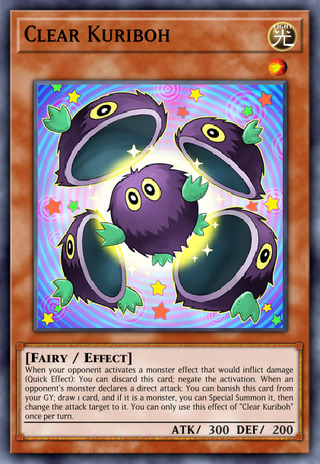 Clear Kuriboh
LIGHT
光
[Fairy / Effect]
When your opponent activates a monster effect that would inflict damage
(Quick Effect): You can discard this card; negate the activation. When an
opponent's monster declares a direct attack: You can banish this card from
your GY; draw 1 card, and if it is a monster, you can Special Summon it, then
change the attack target to it. You can only use this effect of "Clear Kuriboh"
once per turn.
ATK/ 300 DEF/ 200